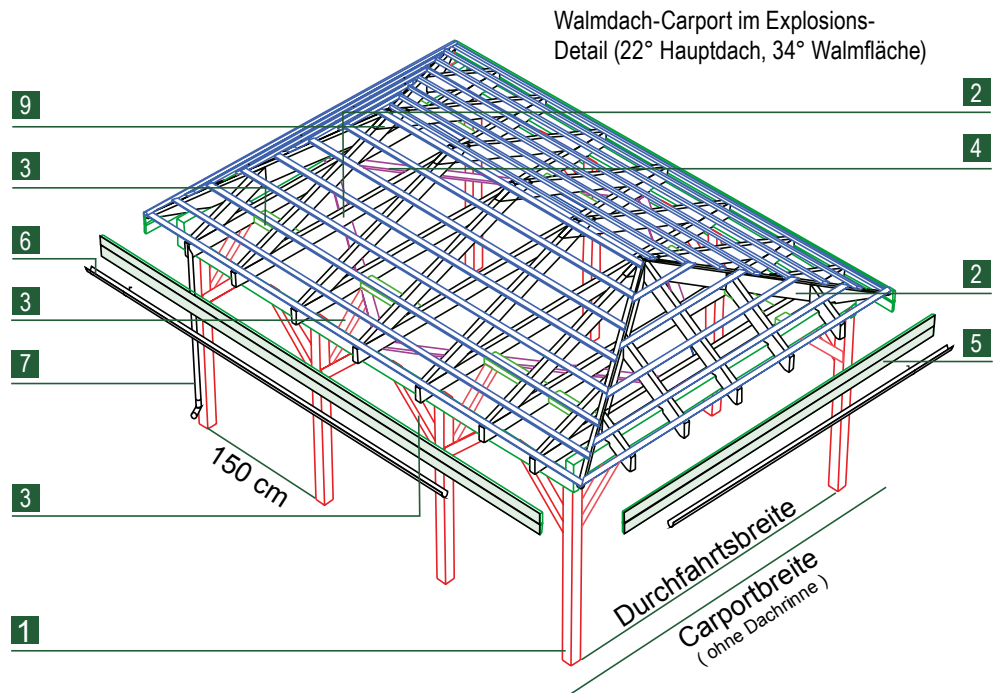 Walmdach-Carport im Explosions-
Detail (22° Hauptdach, 34° Walmfläche)
9
2
3
4
6
2
3
5
7
150 cm
3
Durchfahrtsbreite
Carportbreite
( ohne Dachrinne )
1